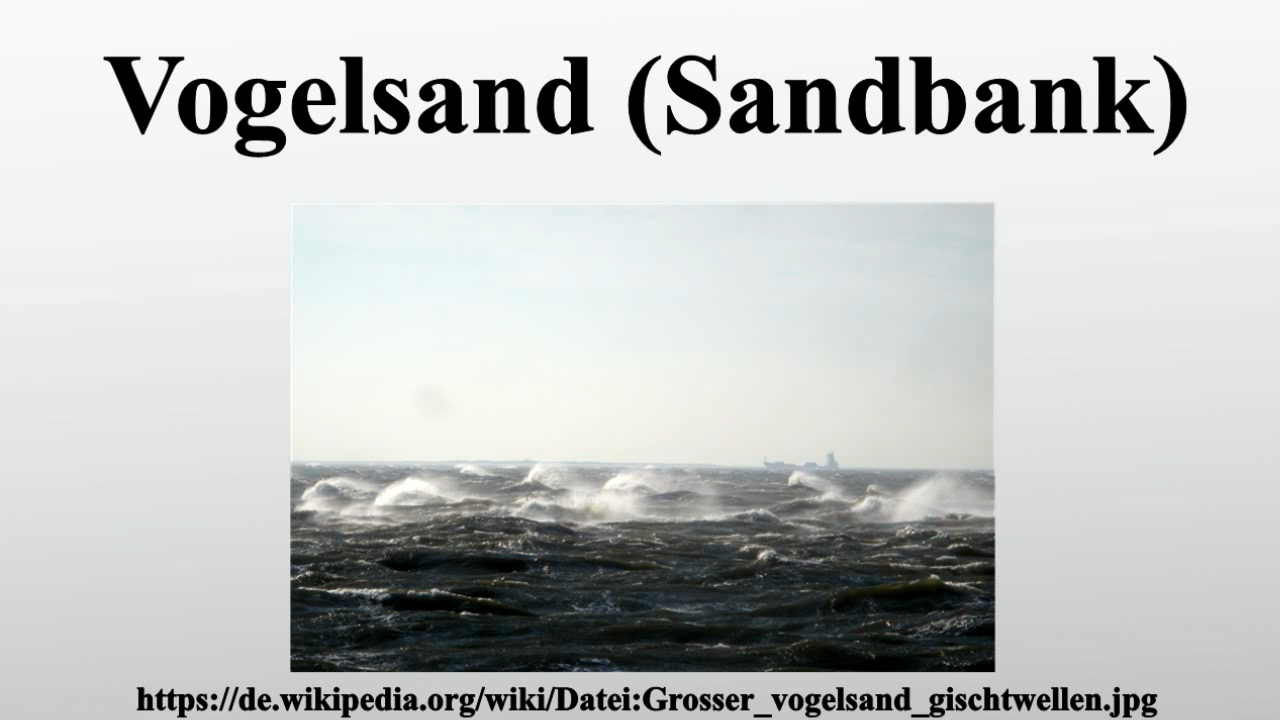 Vogelsand (Sandbank)
https://de.wikipedia.org/wiki/Datei:Grosser_vogelsand_gischtwellen.jpg